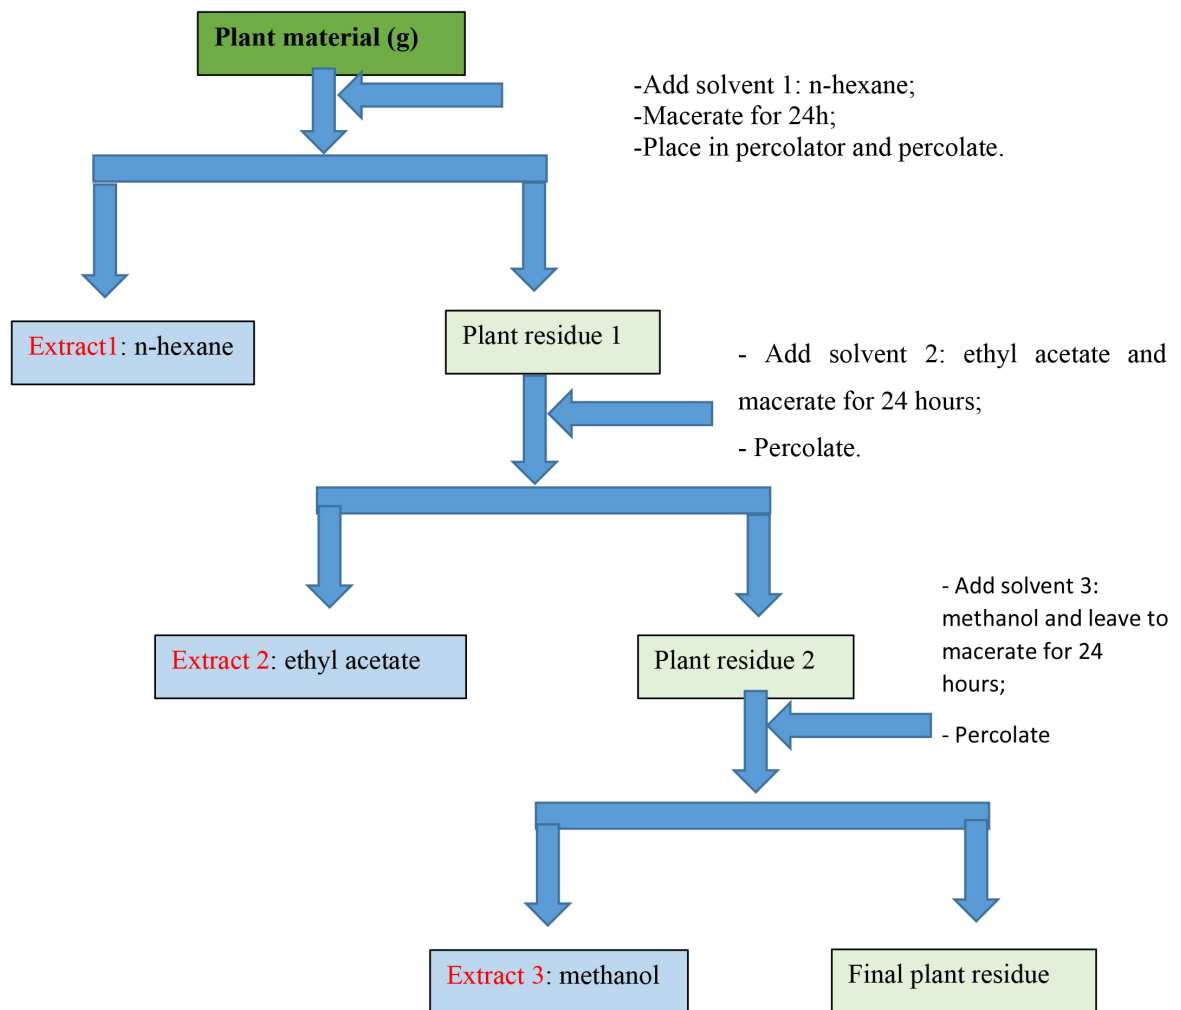 Plant material (g)
-Add solvent 1: n-hexane;
-Macerate for 24h;
-Place in percolator and percolate.
Extract1: n-hexane
Plant residue 1
- Add solvent 2: ethyl acetate and
macerate for 24 hours;
- Percolate.
Extract 2: ethyl acetate
Plant residue 2
- Add solvent 3:
methanol and leave to
macerate for 24
hours;
- Percolate
Extract 3: methanol
Final plant residue